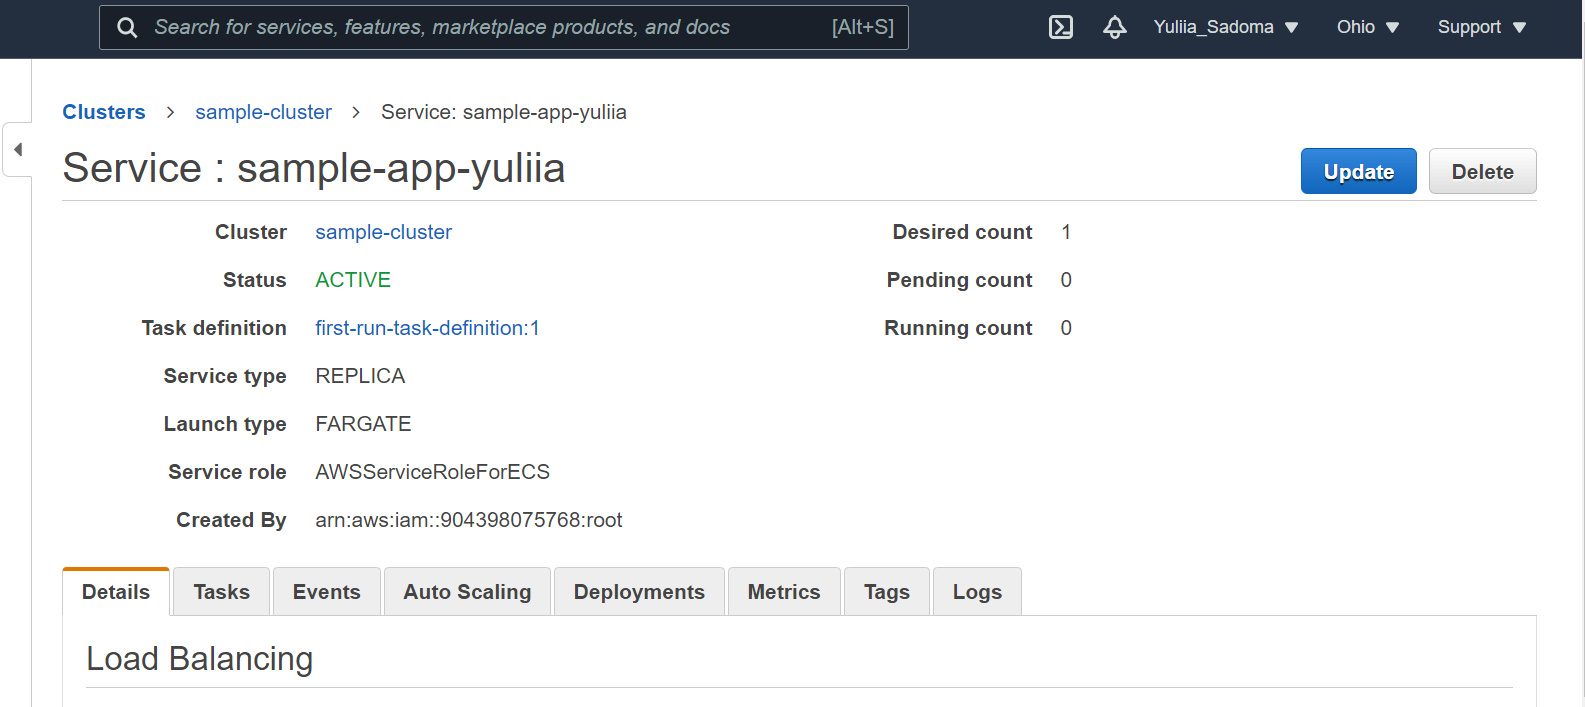 Search for services, features, marketplace products, and docs [Alt+S] Yuliia_Sadoma Ohio Support
Clusters > sample-cluster > Service: sample-app-yuliia
Service : sample-app-yuliia
Update Delete
Cluster sample-cluster Desired count 1
Status ACTIVE Pending count 0
Task definition first-run-task-definition:1 Running count 0
Service type REPLICA
Launch type FARGATE
Service role AWSServiceRoleForECS
Created By arn:aws:iam::904398075768:root
Details Tasks Events Auto Scaling Deployments Metrics Tags Logs
Load Balancing